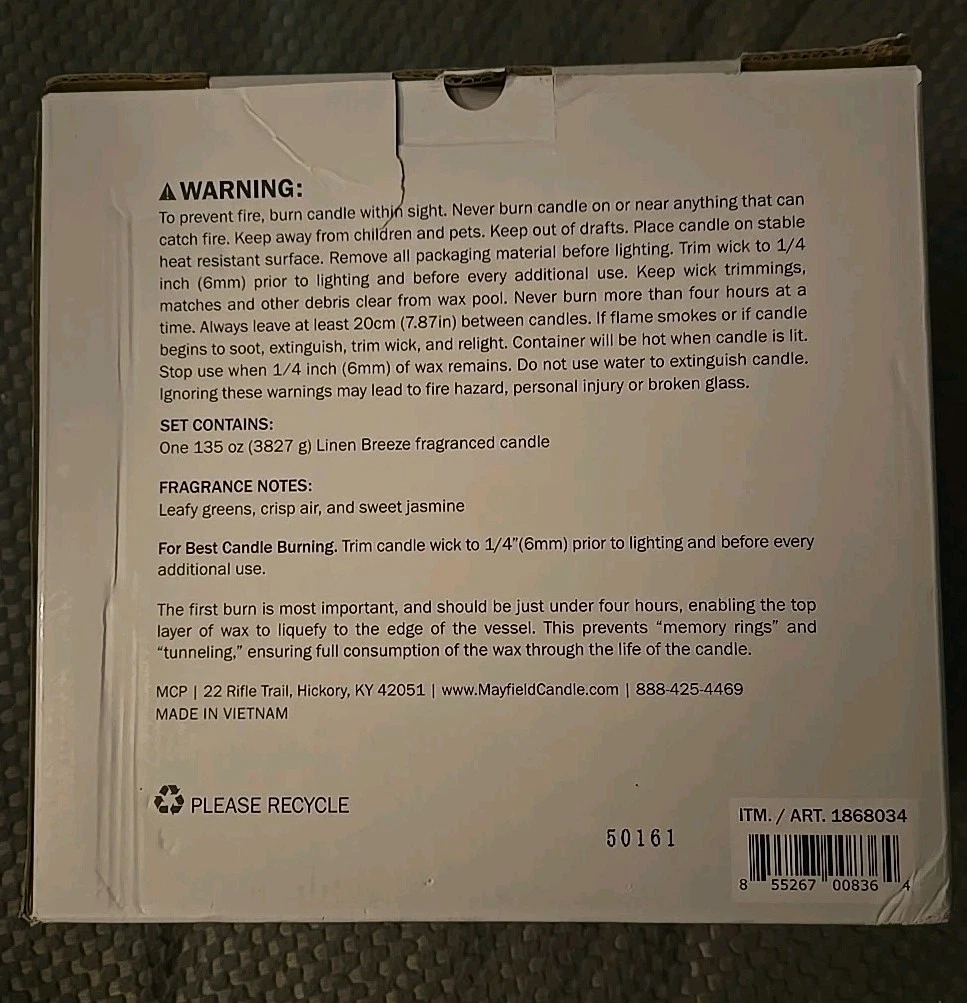 ⚠ WARNING:
To prevent fire, burn candle within sight. Never burn candle on or near anything that can
catch fire. Keep away from children and pets. Keep out of drafts. Place candle on stable
heat resistant surface. Remove all packaging material before lighting. Trim wick to 1/4
inch (6mm) prior to lighting and before every additional use. Keep wick trimmings,
matches and other debris clear from wax pool. Never burn more than four hours at a
time. Always leave at least 20cm (7.87in) between candles. If flame smokes or if candle
begins to soot, extinguish, trim wick, and relight. Container will be hot when candle is lit.
Stop use when 1/4 inch (6mm) of wax remains. Do not use water to extinguish candle.
Ignoring these warnings may lead to fire hazard, personal injury or broken glass.
SET CONTAINS:
One 135 oz (3827 g) Linen Breeze fragranced candle
FRAGRANCE NOTES:
Leafy greens, crisp air, and sweet jasmine
For Best Candle Burning. Trim candle wick to 1/4”(6mm) prior to lighting and before every
additional use.
The first burn is most important, and should be just under four hours, enabling the top
layer of wax to liquefy to the edge of the vessel. This prevents “memory rings” and
“tunneling,” ensuring full consumption of the wax through the life of the candle.
MCP | 22 Rifle Trail, Hickory, KY 42051 | www.MayfieldCandle.com | 888-425-4469
MADE IN VIETNAM
PLEASE RECYCLE
50161
ITM. / ART. 1868034
8 55267 00836 4